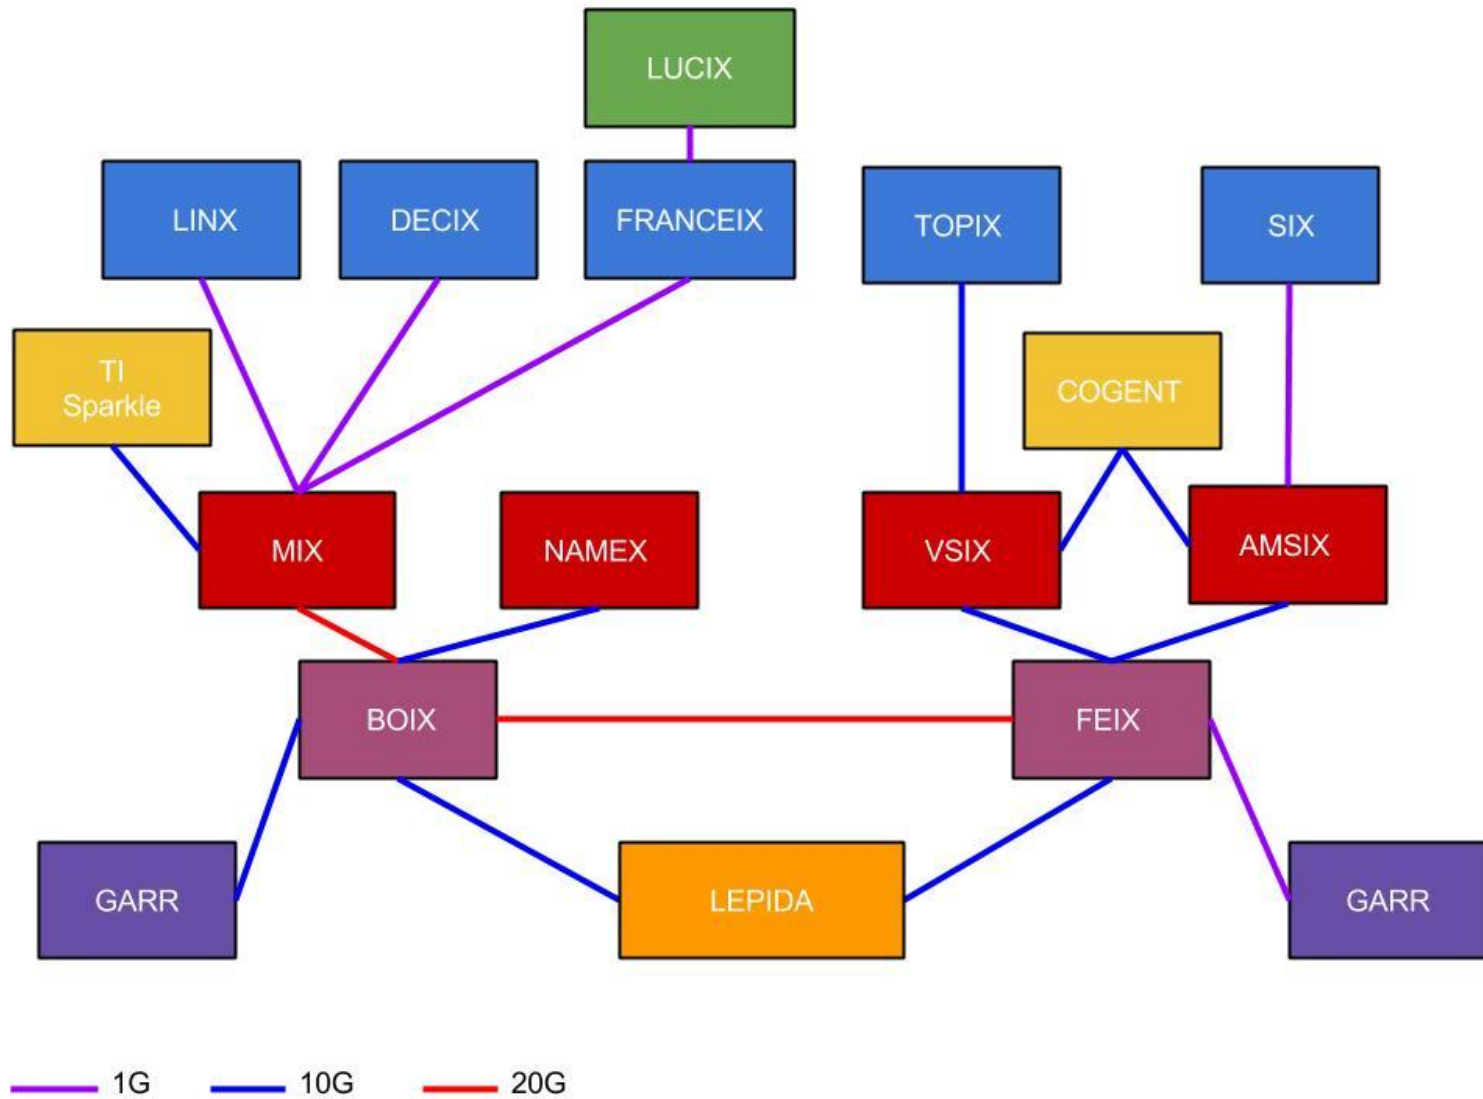 LUCIX
LINX
DECIX
FRANCEIX
TOPIX
SIX
TI
Sparkle
COGENT
MIX
NAMEX
VSIX
AMSIX
BOIX
FEIX
GARR
LEPIDA
GARR
1G
10G
20G